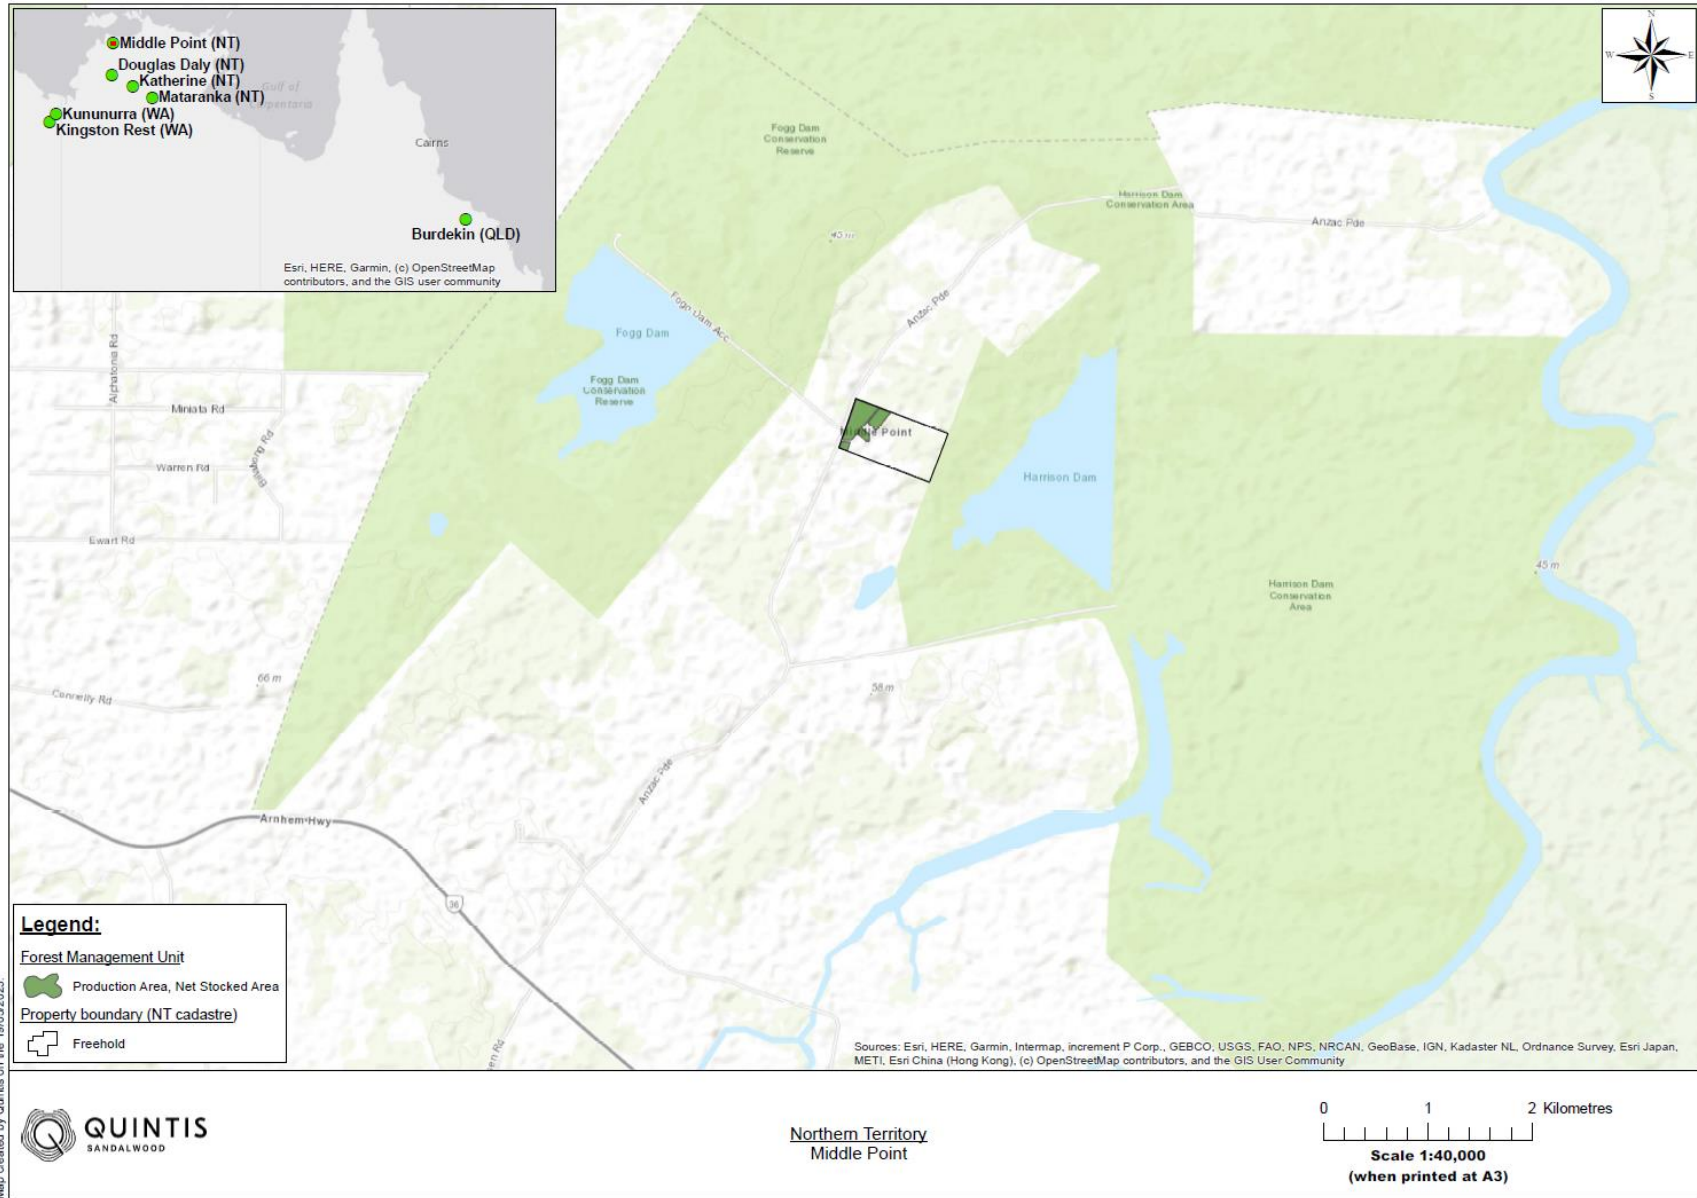 Middle Point (NT)
Douglas Daly (NT)
Katherine (NT)
Mataranka (NT)
Gulf of
Carpentaria
Kununurra (WA)
Kingston Rest (WA)
Cairns
Burdekin (QLD)
Esri, HERE, Garmin, (c) OpenStreetMap
contributors, and the GIS user community
N
W
E
S
Fogg Dam
Conservation
Reserve
Harrison Dam
Conservation Area
Anzac Pde
45 m
Anzac Pde
Fogg Dam Acc
Fogg Dam
Fogg Dam
Conservation
Reserve
Alphatonia Rd
Miniata Rd
Warren Rd
Ewart Rd
Middle Point
Harrison Dam
45 m
Harrison Dam
Conservation
Area
66 m
Connelly Rd
58 m
Anzac Pde
Arnhem Hwy
36
Rd
Legend:
Forest Management Unit
Production Area, Net Stocked Area
Property boundary (NT cadastre)
Freehold
Sources: Esri, HERE, Garmin, Intermap, increment P Corp., GEBCO, USGS, FAO, NPS, NRCAN, GeoBase, IGN, Kadaster NL, Ordnance Survey, Esri Japan,
METI, Esri China (Hong Kong), (c) OpenStreetMap contributors, and the GIS User Community
QUINTIS
SANDALWOOD
Northern Territory
Middle Point
0 1 2 Kilometres
Scale 1:40,000
(when printed at A3)